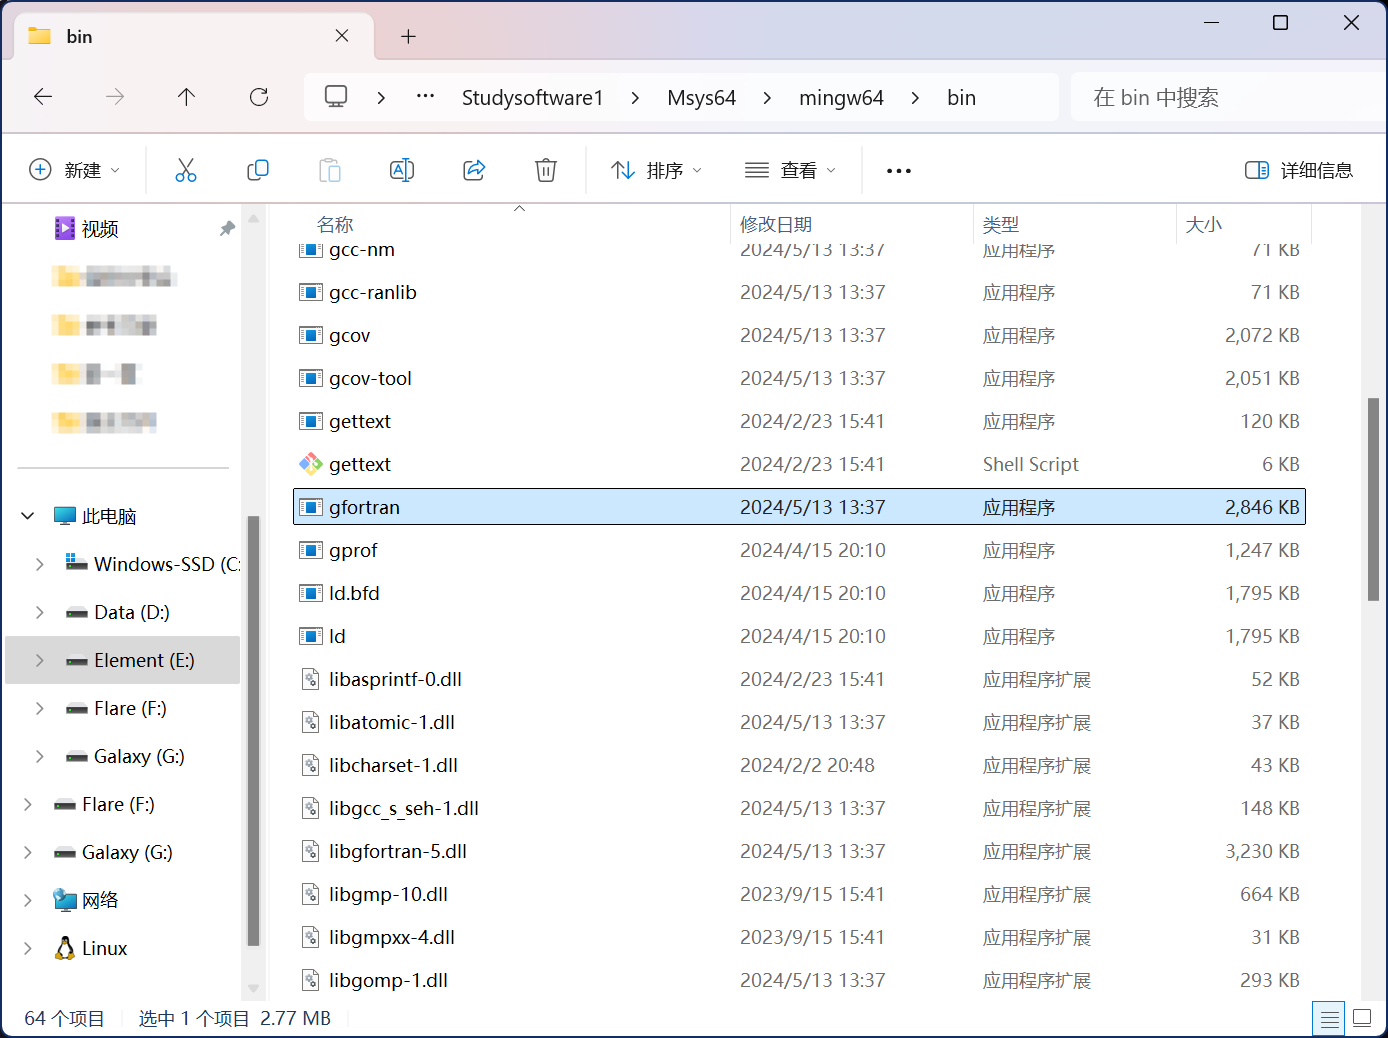 bin
Studysoftware1 > Msys64 > mingw64 > bin
在 bin 中搜索
新建
排序
查看
详细信息
视频
此电脑
Windows-SSD (C:
Data (D:)
Element (E:)
Flare (F:)
Galaxy (G:)
Flare (F:)
Galaxy (G:)
网络
Linux
名称 修改日期 类型 大小
gcc-nm 2024/5/13 13:37 应用程序 71 KB
gcc-ranlib 2024/5/13 13:37 应用程序 71 KB
gcov 2024/5/13 13:37 应用程序 2,072 KB
gcov-tool 2024/5/13 13:37 应用程序 2,051 KB
gettext 2024/2/23 15:41 应用程序 120 KB
gettext 2024/2/23 15:41 Shell Script 6 KB
gfortran 2024/5/13 13:37 应用程序 2,846 KB
gprof 2024/4/15 20:10 应用程序 1,247 KB
ld.bfd 2024/4/15 20:10 应用程序 1,795 KB
ld 2024/4/15 20:10 应用程序 1,795 KB
libasprintf-0.dll 2024/2/23 15:41 应用程序扩展 52 KB
libatomic-1.dll 2024/5/13 13:37 应用程序扩展 37 KB
libcharset-1.dll 2024/2/2 20:48 应用程序扩展 43 KB
libgcc_s_seh-1.dll 2024/5/13 13:37 应用程序扩展 148 KB
libgfortran-5.dll 2024/5/13 13:37 应用程序扩展 3,230 KB
libgmp-10.dll 2023/9/15 15:41 应用程序扩展 664 KB
libgmpxx-4.dll 2023/9/15 15:41 应用程序扩展 31 KB
libgomp-1.dll 2024/5/13 13:37 应用程序扩展 293 KB
64 个项目 选中 1 个项目 2.77 MB